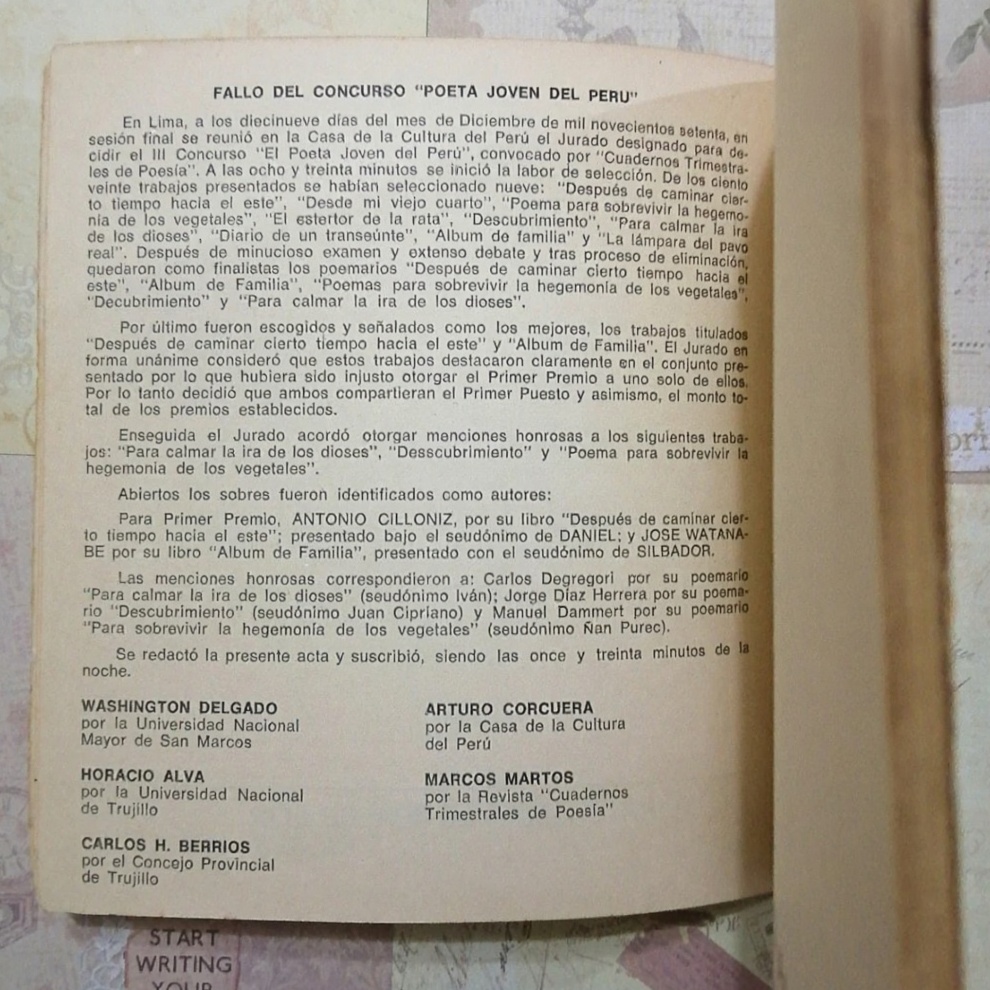 FALLO DEL CONCURSO "POETA JOVEN DEL PERU"
En Lima, a los diecinueve días del mes de Diciembre de mil novecientos setenta, en
sesión final se reunió en la Casa de la Cultura del Perú el Jurado designado para de-
cidir el III Concurso "El Poeta Joven del Perú", convocado por "Cuadernos Trimestra-
les de Poesía". A las ocho y treinta minutos se inició la labor de selección. De los ciento
veinte trabajos presentados se habían seleccionado nueve: "Después de caminar cier-
to tiempo hacia el este", "Desde mi viejo cuarto", "Poema para sobrevivir la hegemo-
nía de los vegetales", "El estertor de la rata", "Descubrimiento", "Para calmar la ira
de los dioses", "Diario de un transeúnte", "Album de familia" y "La lámpara del pavo
real". Después de minucioso examen y extenso debate y tras proceso de eliminación,
quedaron como finalistas los poemarios "Después de caminar cierto tiempo hacia el
este", "Album de Familia", "Poemas para sobrevivir la hegemonía de los vegetales",
"Decubrimiento" y "Para calmar la ira de los dioses".
Por último fueron escogidos y señalados como los mejores, los trabajos titulados
"Después de caminar cierto tiempo hacia el este" y "Album de Familia". El Jurado en
forma unánime consideró que estos trabajos destacaron claramente en el conjunto pre-
sentado por lo que hubiera sido injusto otorgar el Primer Premio a uno solo de ellos.
Por lo tanto decidió que ambos compartieran el Primer Puesto y asimismo, el monto to-
tal de los premios establecidos.
Enseguida el Jurado acordó otorgar menciones honrosas a los siguientes traba-
jos: "Para calmar la ira de los dioses", "Desscubrimiento" y "Poema para sobrevivir la
hegemonia de los vegetales".
Abiertos los sobres fueron identificados como autores:
Para Primer Premio, ANTONIO CILLONIZ, por su libro "Después de caminar cier-
to tiempo hacia el este"; presentado bajo el seudónimo de DANIEL; y JOSE WATANA-
BE por su libro "Album de Familia", presentado con el seudónimo de SILBADOR.
Las menciones honrosas correspondieron a: Carlos Degregori por su poemario
"Para calmar la ira de los dioses" (seudónimo Iván); Jorge Díaz Herrera por su poema-
rio "Descubrimiento" (seudónimo Juan Cipriano) y Manuel Dammert por su poemario
"Para sobrevivir la hegemonía de los vegetales" (seudónimo Ñan Purec).
Se redactó la presente acta y suscribió, siendo las once y treinta minutos de la
noche.
WASHINGTON DELGADO
por la Universidad Nacional
Mayor de San Marcos
ARTURO CORCUERA
por la Casa de la Cultura
del Perú
HORACIO ALVA
por la Universidad Nacional
de Trujillo
MARCOS MARTOS
por la Revista "Cuadernos
Trimestrales de Poesía"
CARLOS H. BERRIOS
por el Concejo Provincial
de Trujillo
START
WRITING
YOUR